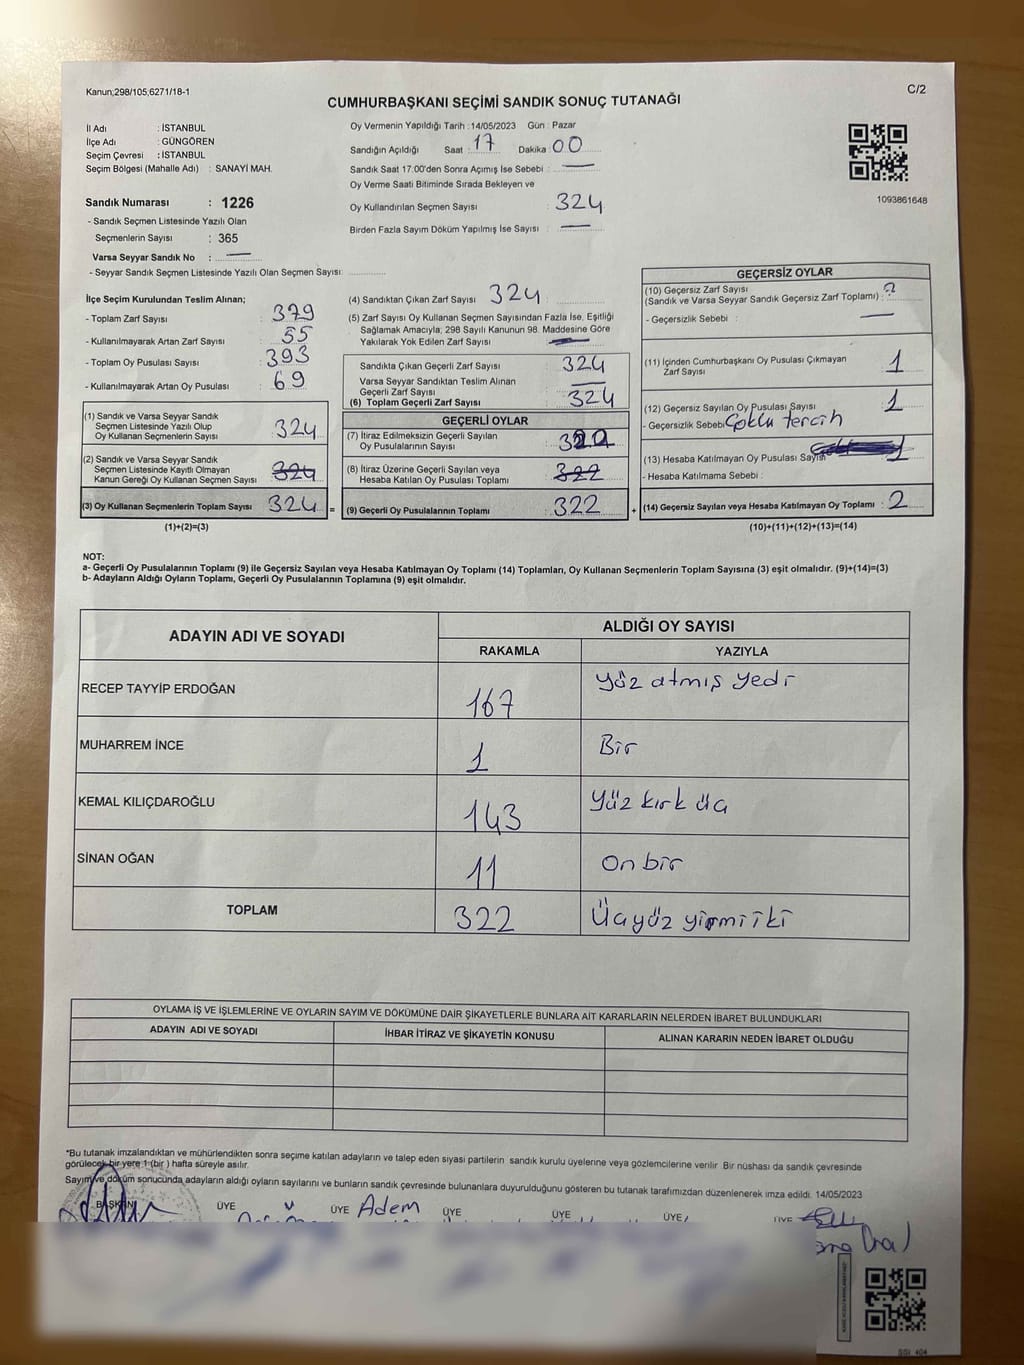 Kanun;298/105,6271/18-1
C/2
CUMHURBAŞKANI SEÇİMİ SANDIK SONUÇ TUTANAĞI
İl Adı : İSTANBUL
İlçe Adı : GÜNGÖREN
Seçim Çevresi : İSTANBUL
Seçim Bölgesi (Mahalle Adı) : SANAYİ MAH.
Oy Vermenin Yapıldığı Tarih :14/05/2023 Gün : Pazar
Sandığın Açıldığı Saat : 17 Dakika : 00
Sandık Saat 17.00'den Sonra Açımış İse Sebebi : —
Oy Verme Saati Bitiminde Sırada Bekleyen ve
Oy Kullandırılan Seçmen Sayısı : 324
Birden Fazla Sayım Döküm Yapılmış İse Sayısı : —
1093861648
Sandık Numarası : 1226
- Sandık Seçmen Listesinde Yazılı Olan
Seçmenlerin Sayısı : 365
Varsa Seyyar Sandık No : —
- Seyyar Sandık Seçmen Listesinde Yazılı Olan Seçmen Sayısı:
İlçe Seçim Kurulundan Teslim Alınan;
- Toplam Zarf Sayısı : 379
- Kullanılmayarak Artan Zarf Sayısı : 55
- Toplam Oy Pusulası Sayısı : 393
- Kullanılmayarak Artan Oy Pusulası : 69
(1) Sandık ve Varsa Seyyar Sandık
Seçmen Listesinde Yazılı Olup
Oy Kullanan Seçmenlerin Sayısı : 324
(2) Sandık ve Varsa Seyyar Sandık
Seçmen Listesinde Kayıtlı Olmayan
Kanun Gereği Oy Kullanan Seçmen Sayısı : 324
(3) Oy Kullanan Seçmenlerin Toplam Sayısı : 324 =
(1)+(2)=(3)
(4) Sandıktan Çıkan Zarf Sayısı 324
(5) Zarf Sayısı Oy Kullanan Seçmen Sayısından Fazla İse, Eşitliği
Sağlamak Amacıyla; 298 Sayılı Kanunun 98. Maddesine Göre
Yakılarak Yok Edilen Zarf Sayısı : —
Sandıkta Çıkan Geçerli Zarf Sayısı : 324
Varsa Seyyar Sandıktan Teslim Alınan
Geçerli Zarf Sayısı : —
(6) Toplam Geçerli Zarf Sayısı : 324
GEÇERLİ OYLAR
(7) İtiraz Edilmeksizin Geçerli Sayılan
Oy Pusulalarının Sayısı : 322
(8) İtiraz Üzerine Geçerli Sayılan veya
Hesaba Katılan Oy Pusulası Toplamı : 322
(9) Geçerli Oy Pusulalarının Toplamı : 322 +
GEÇERSİZ OYLAR
(10) Geçersiz Zarf Sayısı
(Sandık ve Varsa Seyyar Sandık Geçersiz Zarf Toplamı) :
- Geçersizlik Sebebi : —
(11) İçinden Cumhurbaşkanı Oy Pusulası Çıkmayan
Zarf Sayısı : 1
(12) Geçersiz Sayılan Oy Pusulası Sayısı : 1
- Geçersizlik Sebebi Çoklu tercih
(13) Hesaba Katılmayan Oy Pusulası Sayısı 1
- Hesaba Katılmama Sebebi :
(14) Geçersiz Sayılan veya Hesaba Katılmayan Oy Toplamı : 2
(10)+(11)+(12)+(13)=(14)
NOT:
a- Geçerli Oy Pusulalarının Toplamı (9) ile Geçersiz Sayılan veya Hesaba Katılmayan Oy Toplamı (14) Toplamları, Oy Kullanan Seçmenlerin Toplam Sayısına (3) eşit olmalıdır. (9)+(14)=(3)
b- Adayların Aldığı Oyların Toplamı, Geçerli Oy Pusulalarının Toplamına (9) eşit olmalıdır.
ADAYIN ADI VE SOYADI
ALDIĞI OY SAYISI
RAKAMLA YAZIYLA
RECEP TAYYİP ERDOĞAN 167 Yüz atmış yedi
MUHARREM İNCE 1 Bir
KEMAL KILIÇDAROĞLU 143 Yüz kırk üç
SİNAN OĞAN 11 On bir
TOPLAM 322 Üçyüz yirmi iki
OYLAMA İŞ VE İŞLEMLERİNE VE OYLARIN SAYIM VE DÖKÜMÜNE DAİR ŞİKAYETLERLE BUNLARA AİT KARARLARIN NELERDEN İBARET BULUNDUKLARI
ADAYIN ADI VE SOYADI İHBAR İTİRAZ VE ŞİKAYETİN KONUSU ALINAN KARARIN NEDEN İBARET OLDUĞU
*Bu tutanak imzalandıktan ve mühürlendikten sonra seçime katılan adayların ve talep eden siyasi partilerin sandık kurulu üyelerine veya gözlemcilerine verilir Bir nüshası da sandık çevresinde
görülecek bir yere 1 (bir ) hafta süreyle asılır.
Sayım ve döküm sonucunda adayların aldığı oyların sayılarını ve bunların sandık çevresinde bulunanlara duyurulduğunu gösteren bu tutanak tarafımızdan düzenlenerek imza edildi. 14/05/2023
BAŞKAN ÜYE ÜYE Adem ÜYE ÜYE ÜYE ÜYE